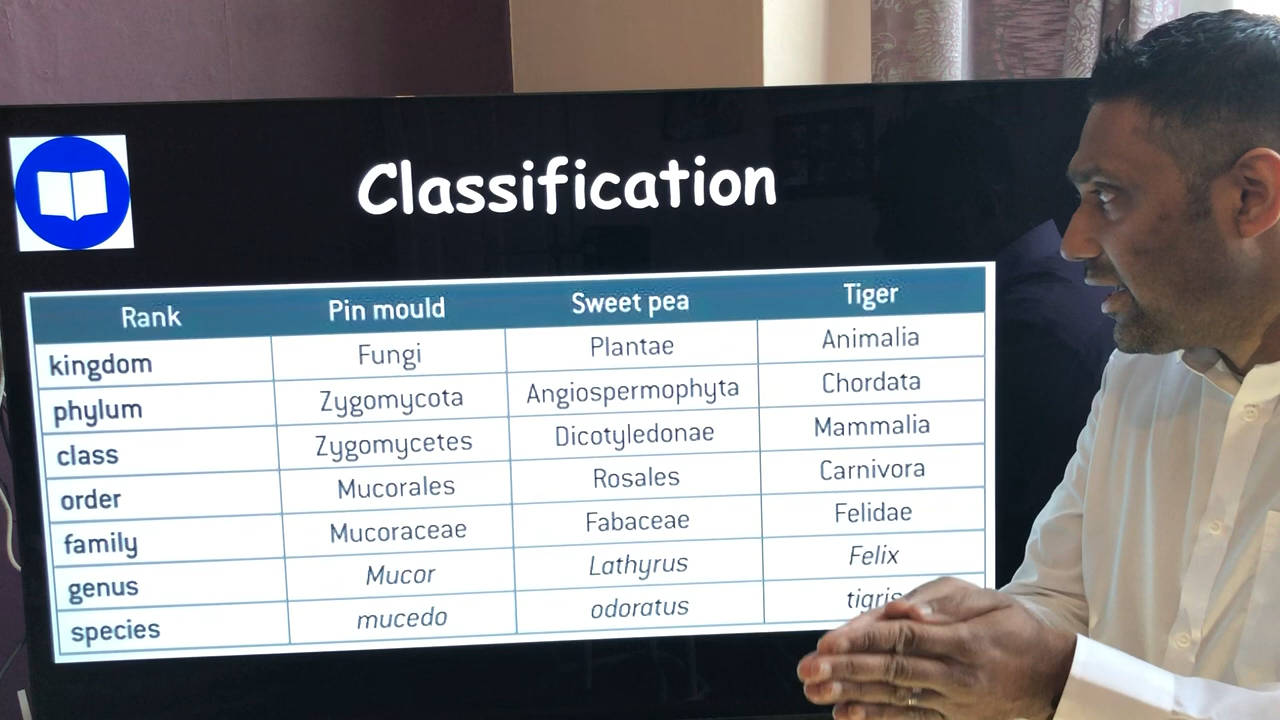 Classification
Rank Pin mould Sweet pea Tiger
kingdom Fungi Plantae Animalia
phylum Zygomycota Angiospermophyta Chordata
class Zygomycetes Dicotyledonae Mammalia
order Mucorales Rosales Carnivora
family Mucoraceae Fabaceae Felidae
genus Mucor Lathyrus Felix
species mucedo odoratus tigris